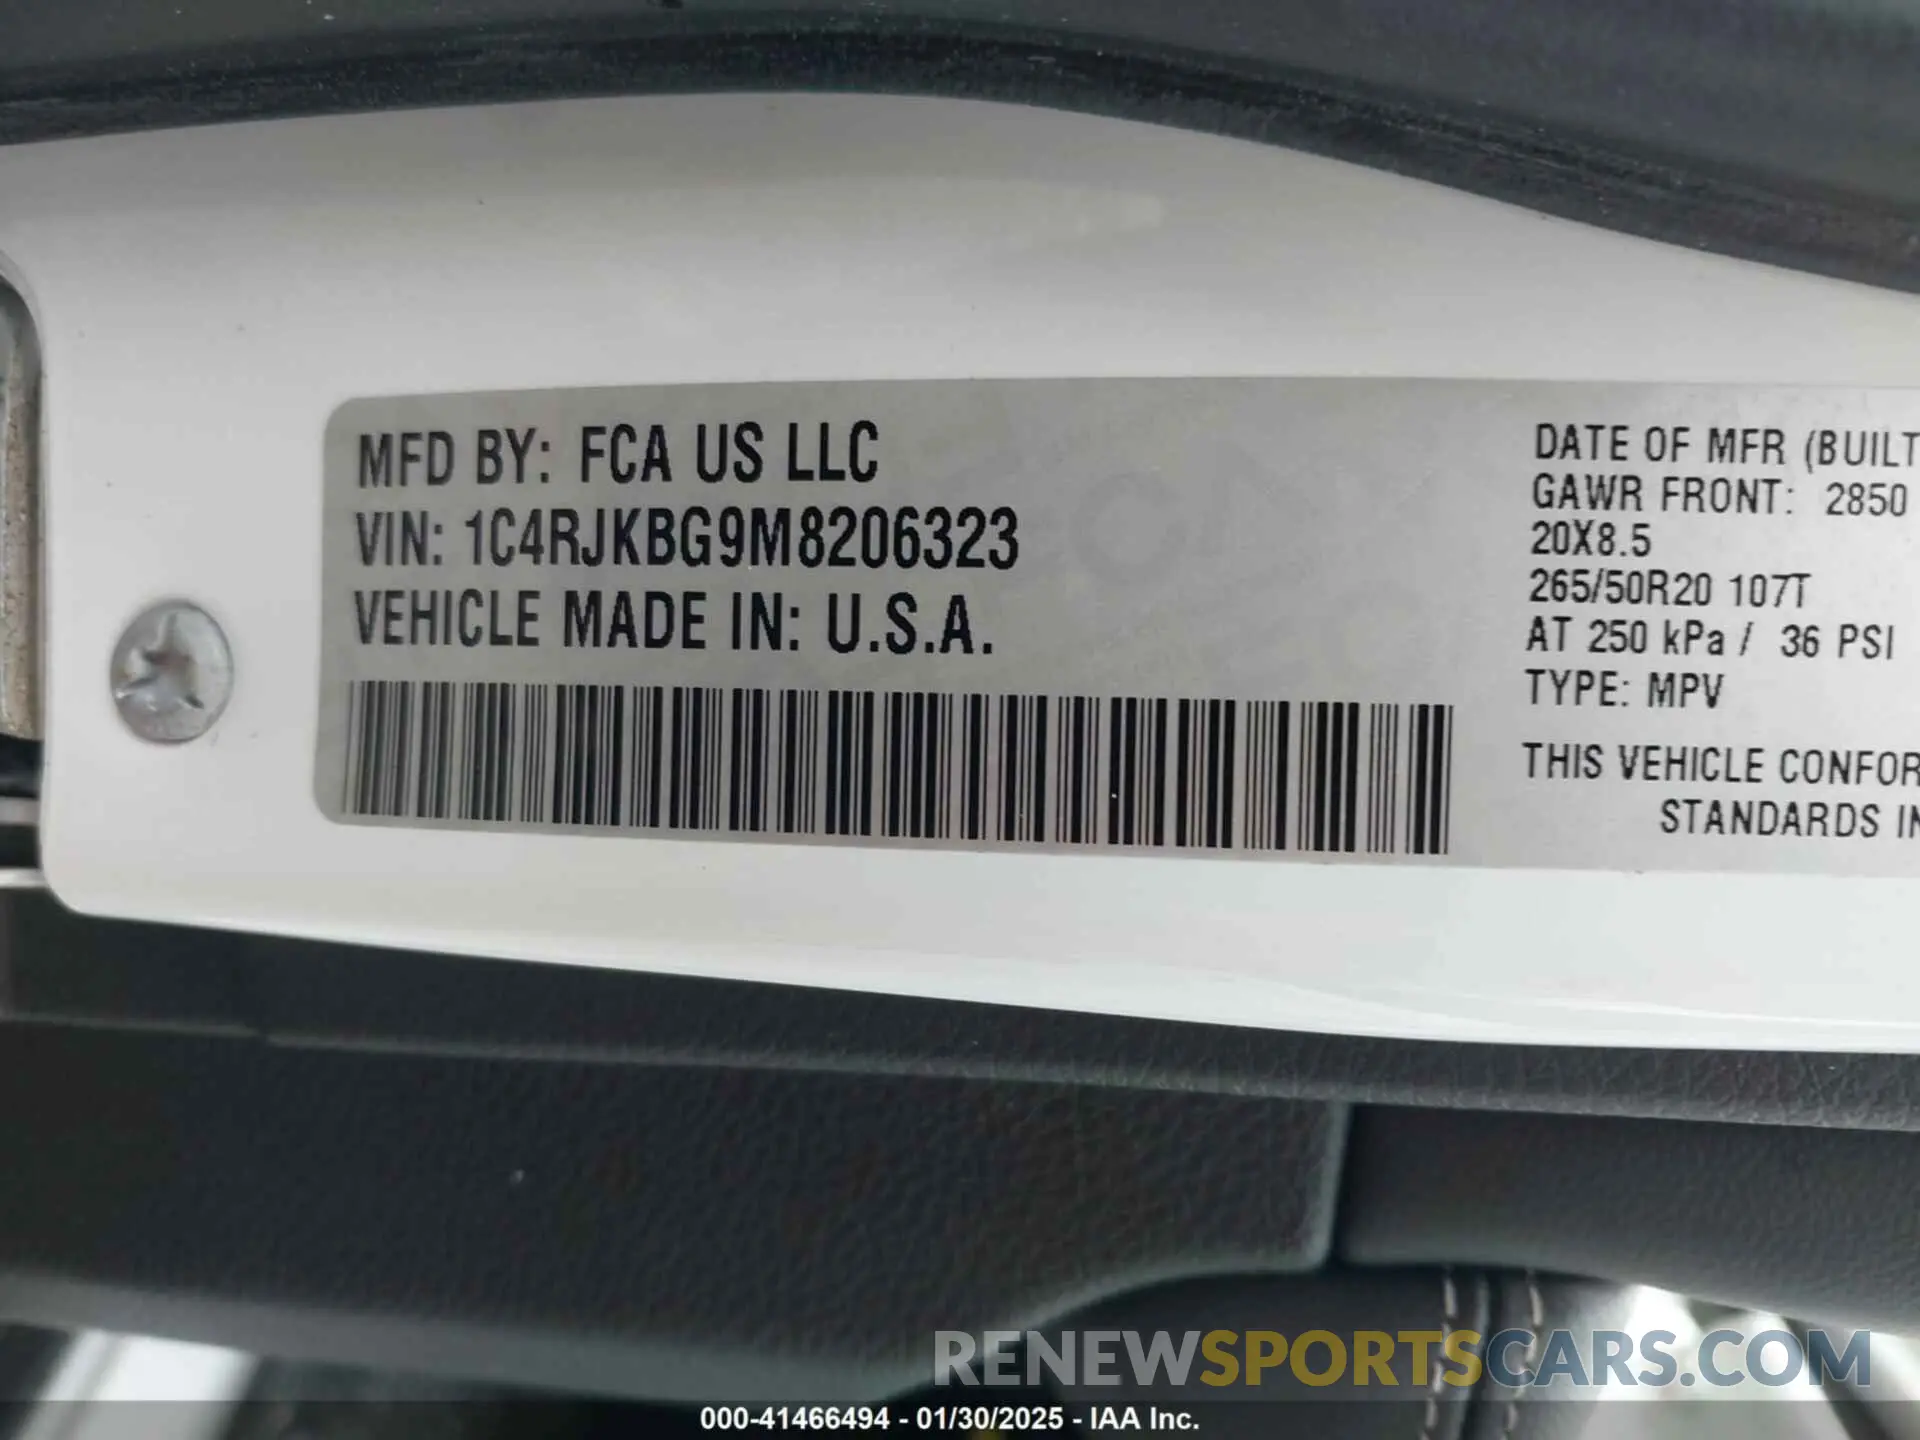 MFD BY: FCA US LLC
VIN: 1C4RJKBG9M8206323
VEHICLE MADE IN: U.S.A.
DATE OF MFR (BUILT
GAWR FRONT: 2850
20X8.5
265/50R20 107T
AT 250 kPa / 36 PSI
TYPE: MPV
THIS VEHICLE CONFOR
STANDARDS IN
RENEWSPORTSCARS.COM
000-41466494 - 01/30/2025 - IAA Inc.